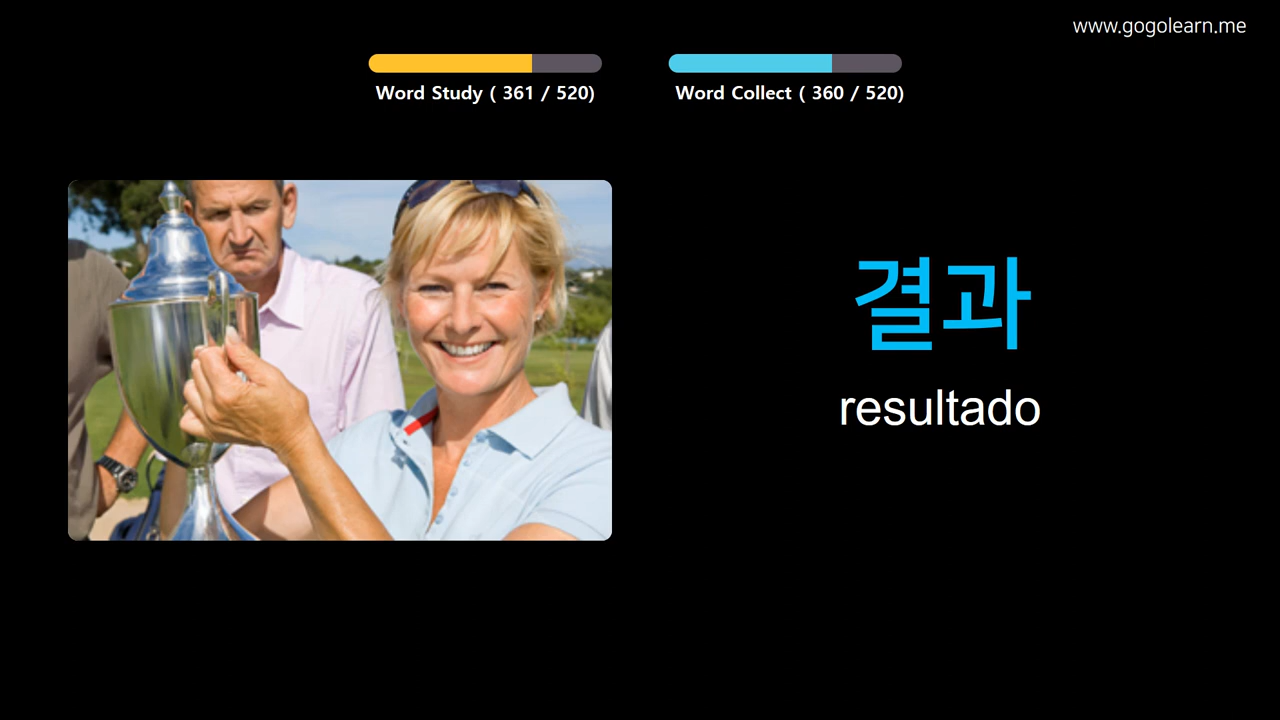 www.gogolearn.me
Word Study ( 361 / 520)
Word Collect ( 360 / 520)
결과
resultado